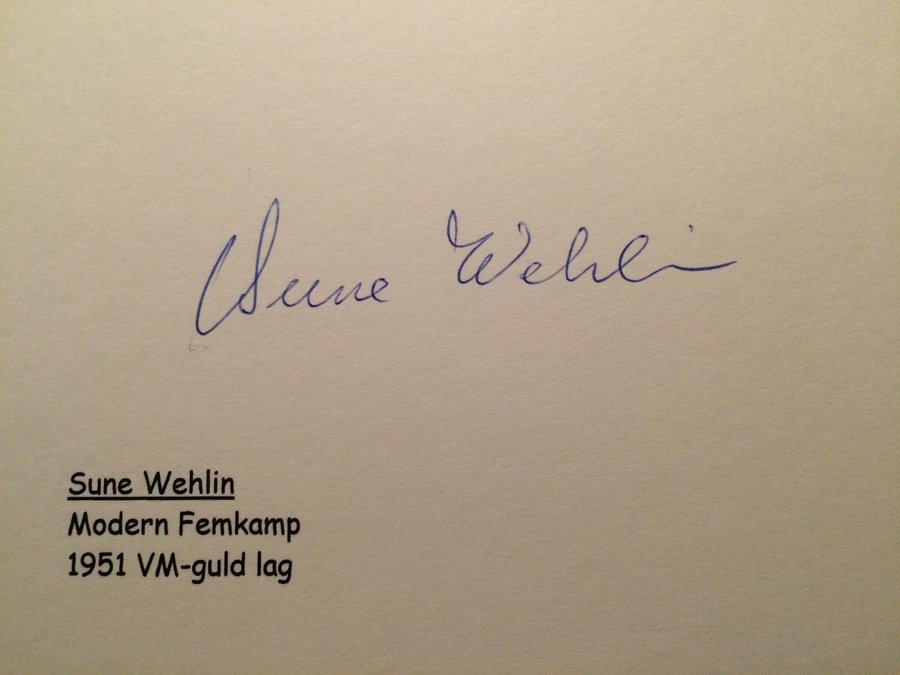 Sune Wehlin
Sune Wehlin
Modern Femkamp
1951 VM-guld lag